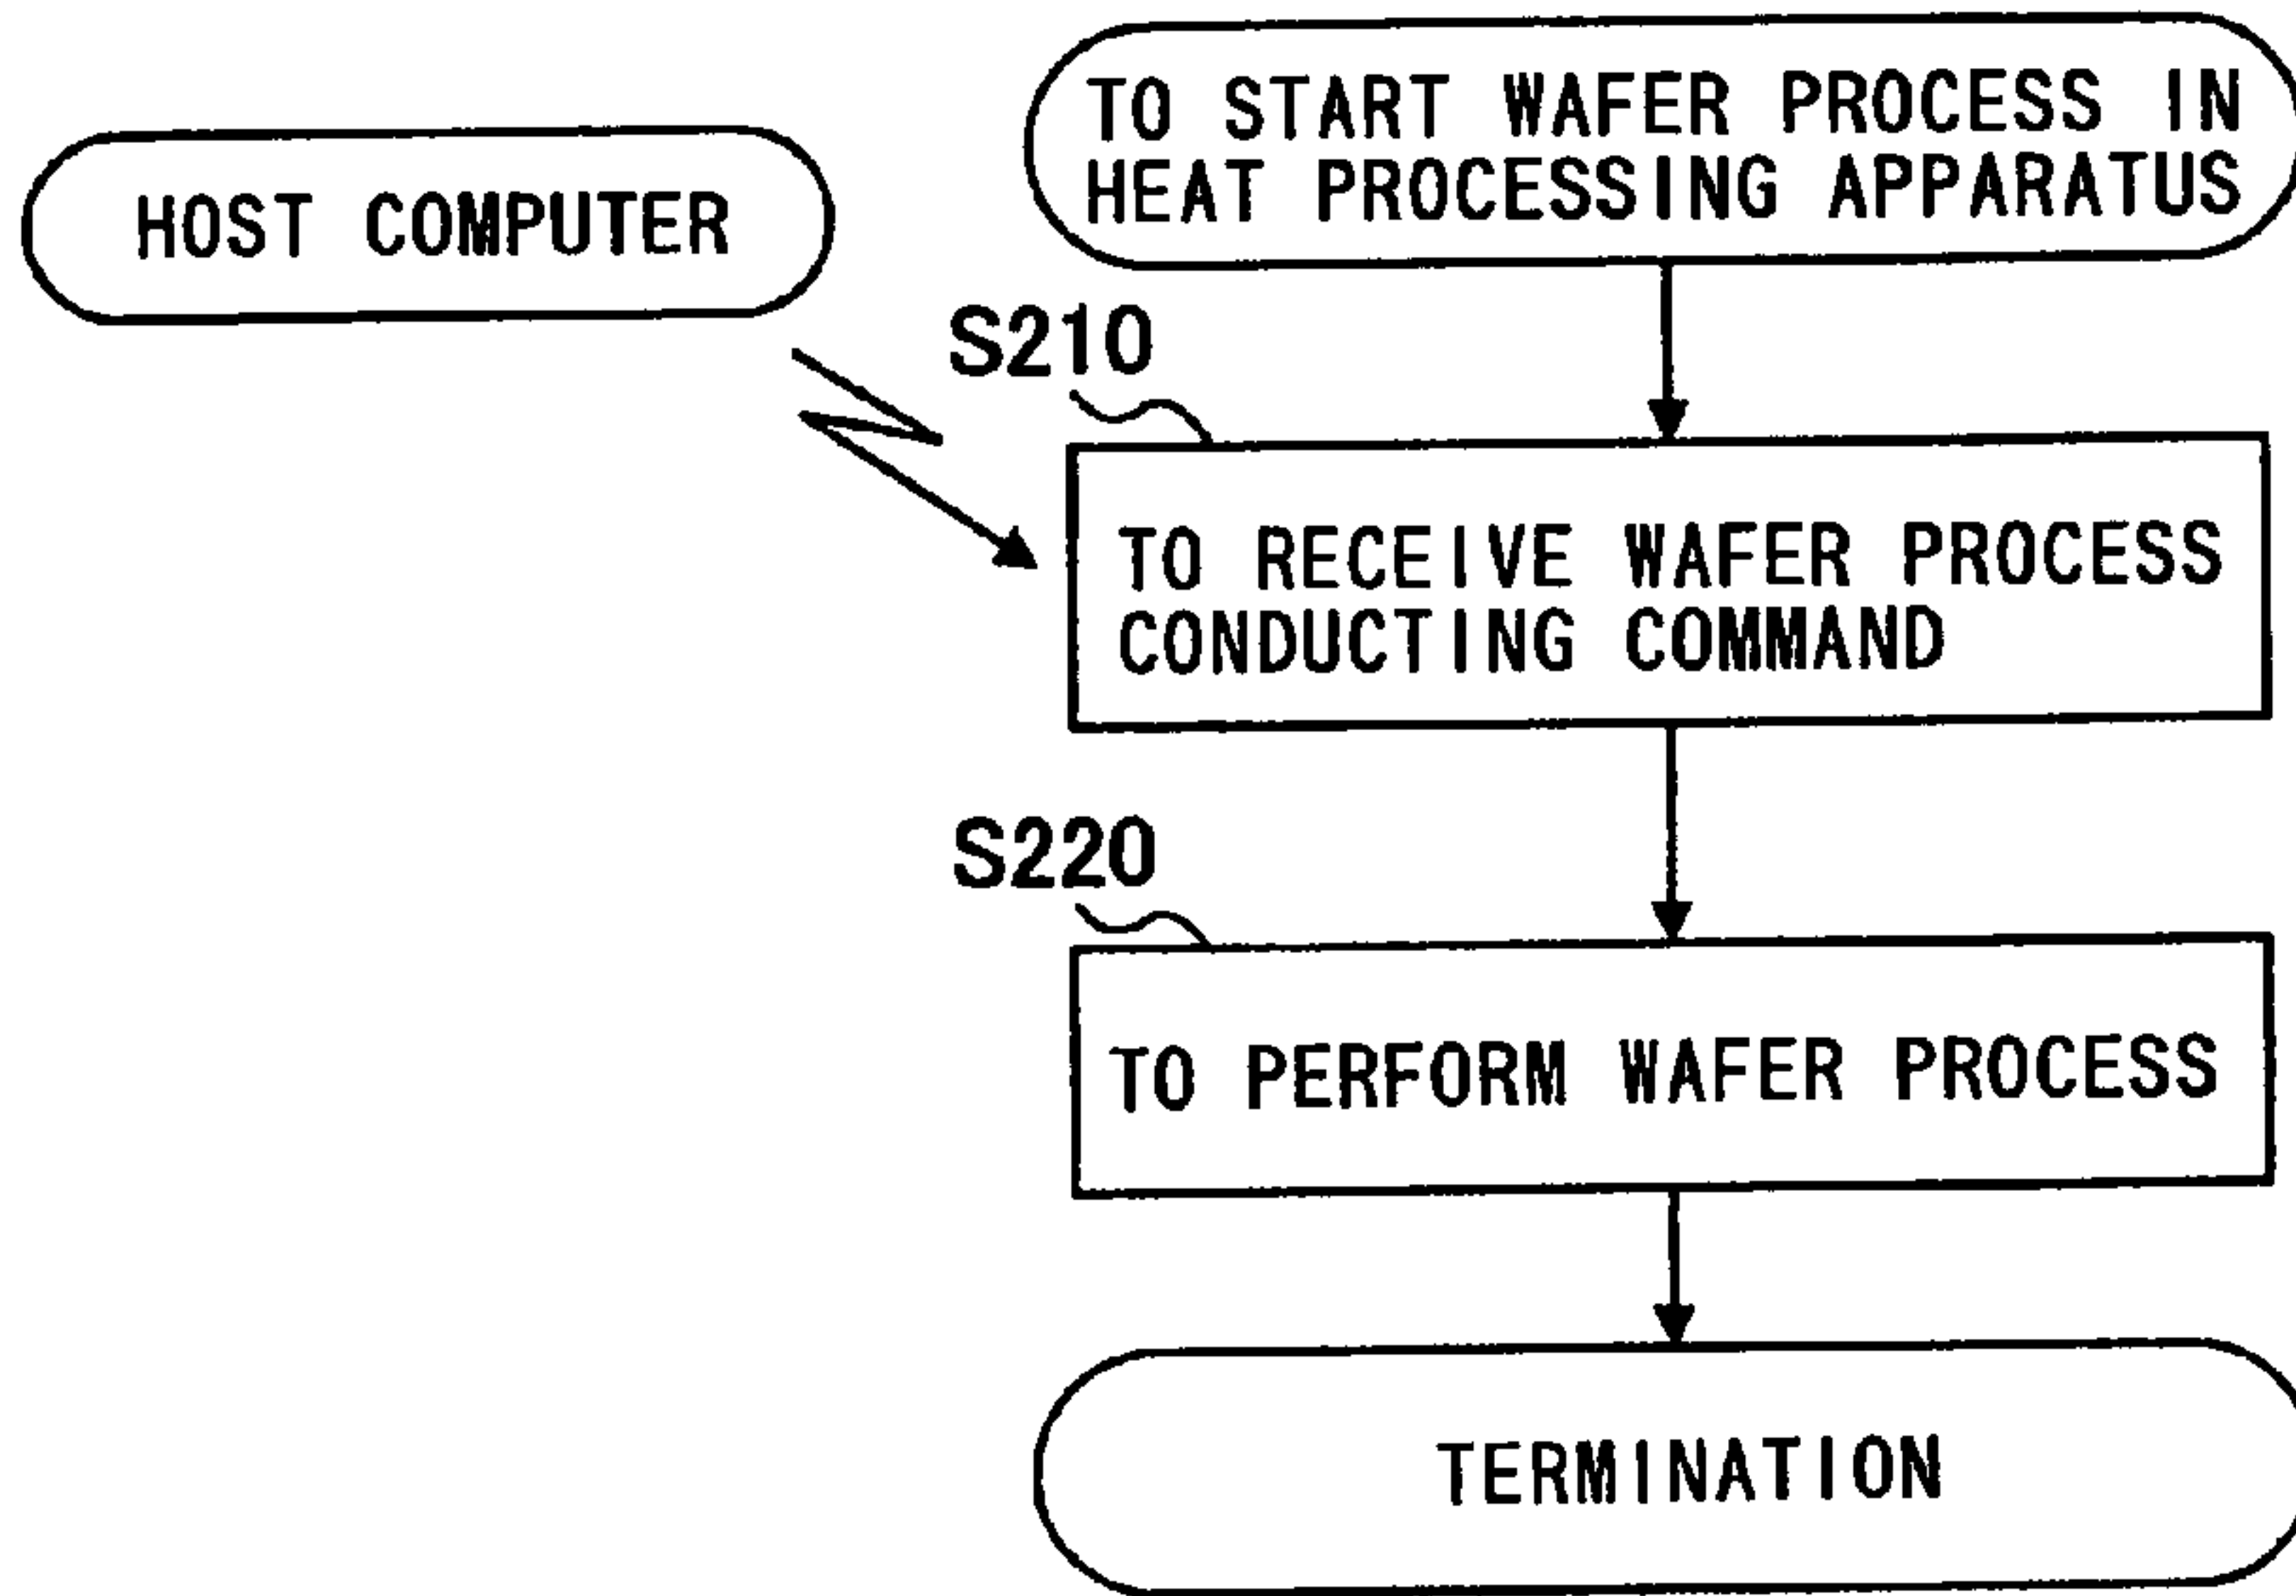 HOST COMPUTER
TO START WAFER PROCESS IN
HEAT PROCESSING APPARATUS
S210
TO RECEIVE WAFER PROCESS
CONDUCTING COMMAND
S220
TO PERFORM WAFER PROCESS
TERMINATION